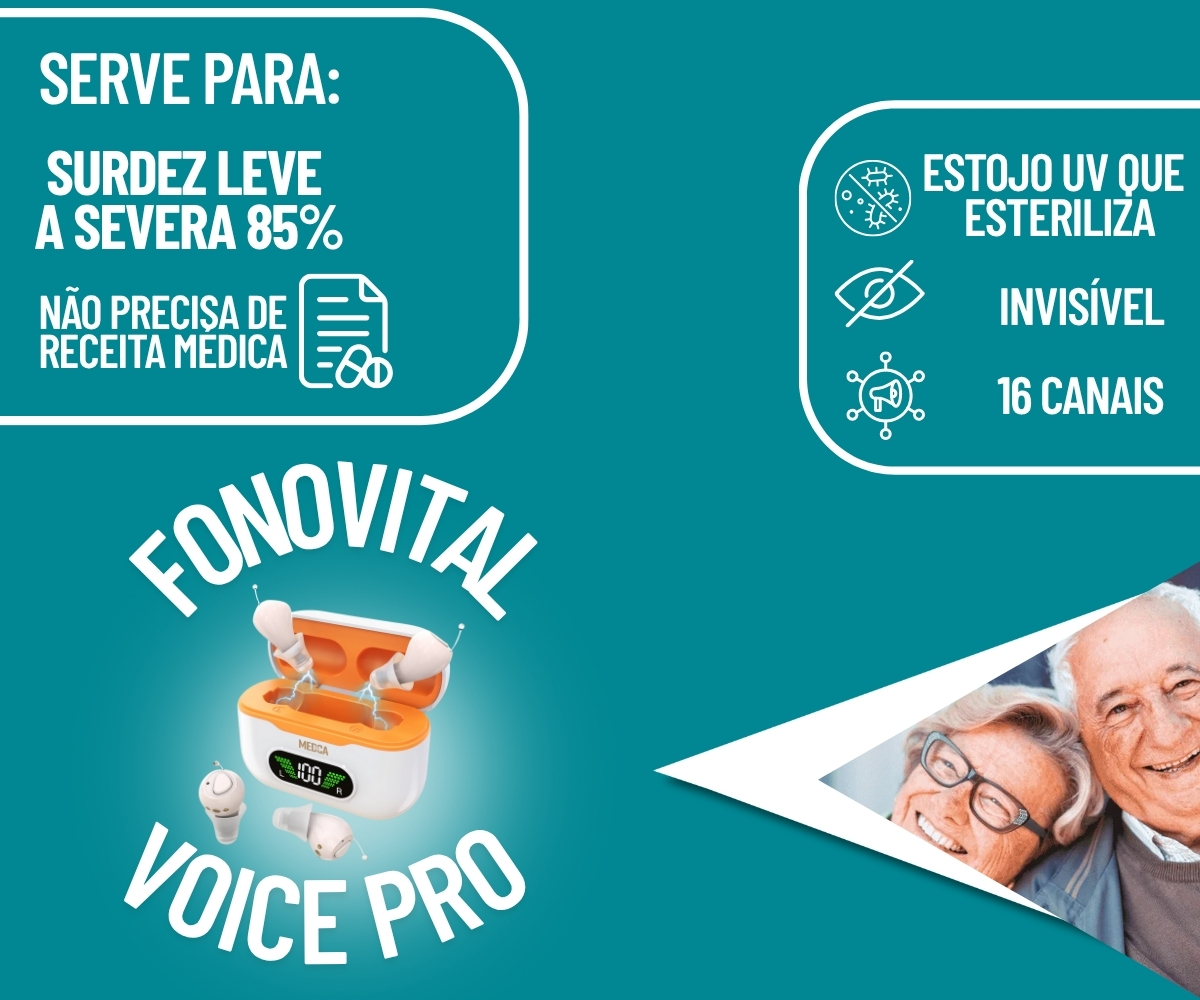 SERVE PARA:
SURDEZ LEVE
A SEVERA 85%
NÃO PRECISA DE
RECEITA MÉDICA
ESTOJO UV QUE
ESTERILIZA
INVISÍVEL
16 CANAIS
FONOVITAL
MEDCA
100
L
R
VOICE PRO